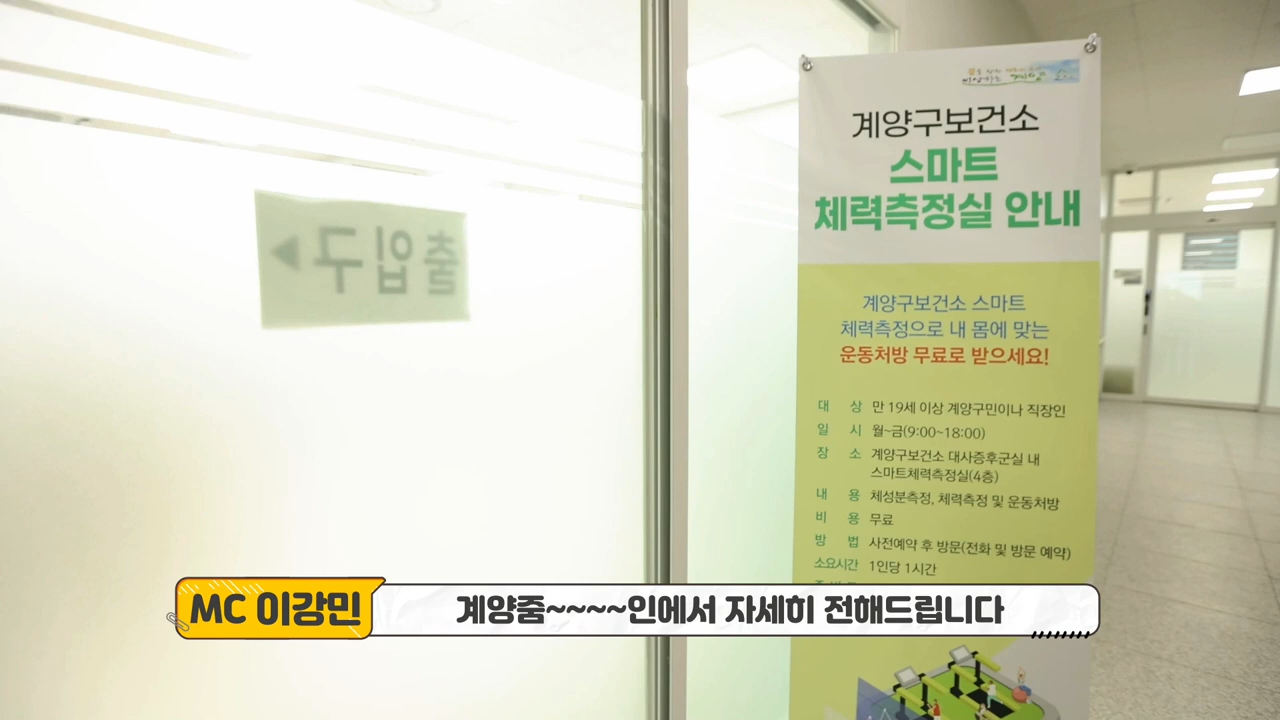 출입구
계양구보건소
스마트
체력측정실 안내
계양구보건소 스마트
체력측정으로 내 몸에 맞는
운동처방 무료로 받으세요!
대 상 만 19세 이상 계양구민이나 직장인
일 시 월~금(9:00~18:00)
장 소 계양구보건소 대사증후군실 내
스마트체력측정실(4층)
내 용 체성분측정, 체력측정 및 운동처방
비 용 무료
방 법 사전예약 후 방문(전화 및 방문 예약)
소요시간 1인당 1시간
MC 이강민
계양줌~~~~인에서 자세히 전해드립니다